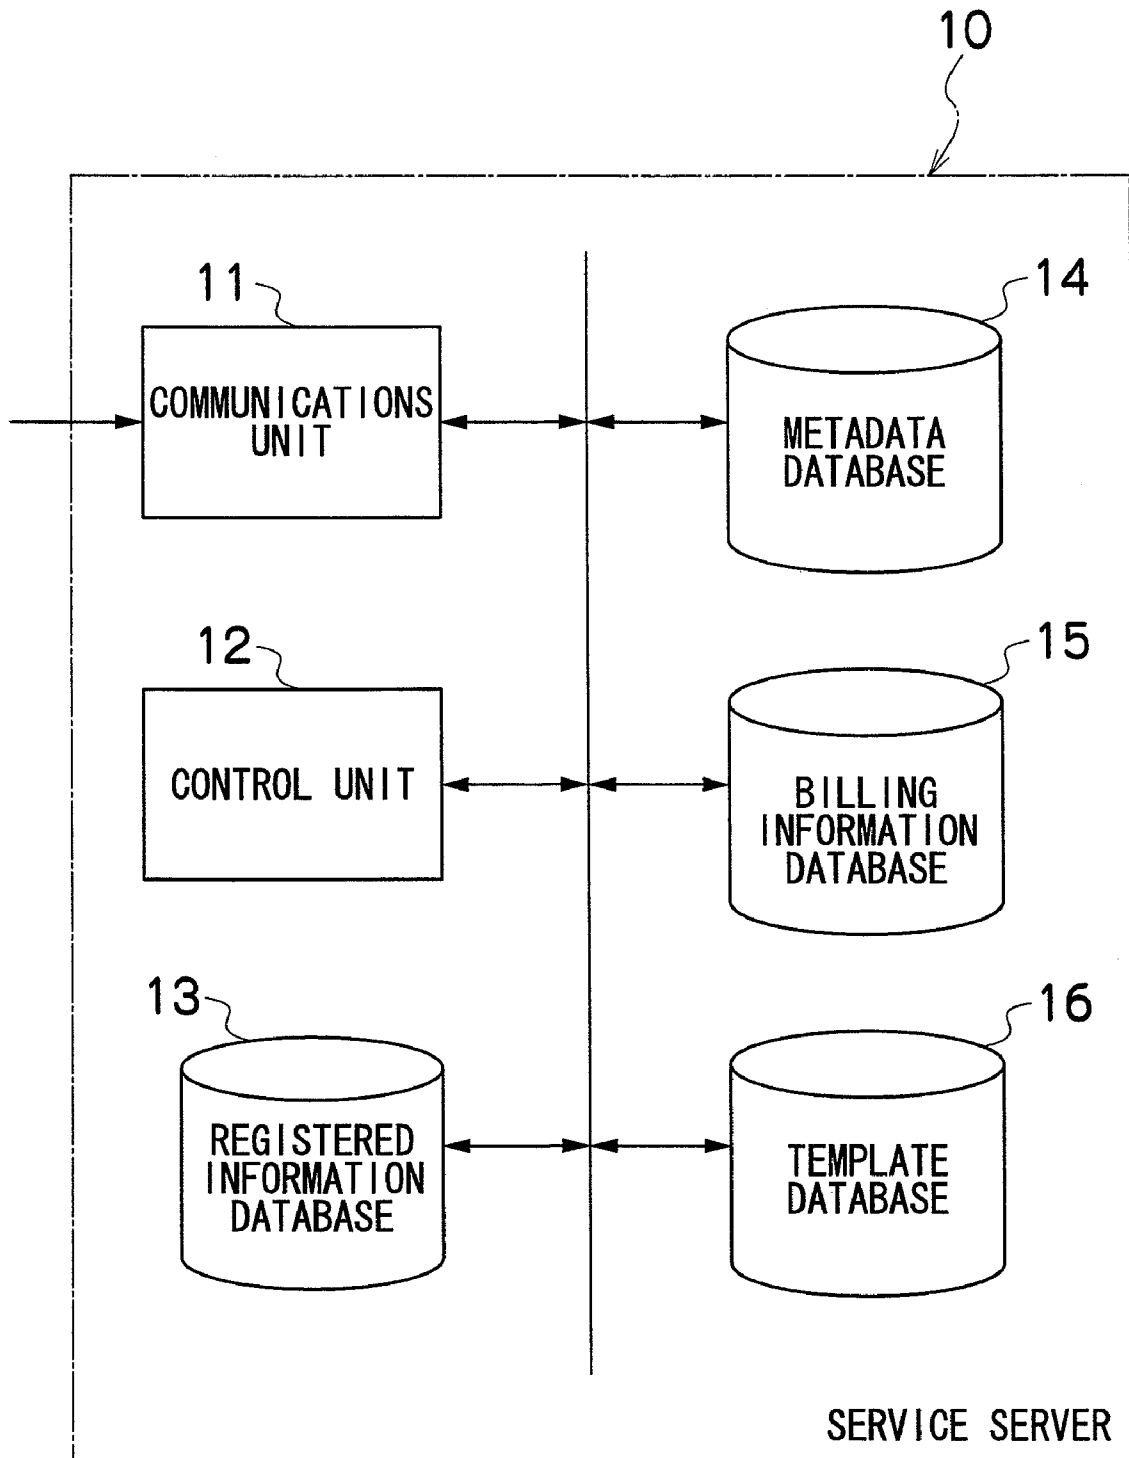 10
11
COMMUNICATIONS
UNIT
14
METADATA
DATABASE
12
CONTROL UNIT
15
BILLING
INFORMATION
DATABASE
13
REGISTERED
INFORMATION
DATABASE
16
TEMPLATE
DATABASE
SERVICE SERVER